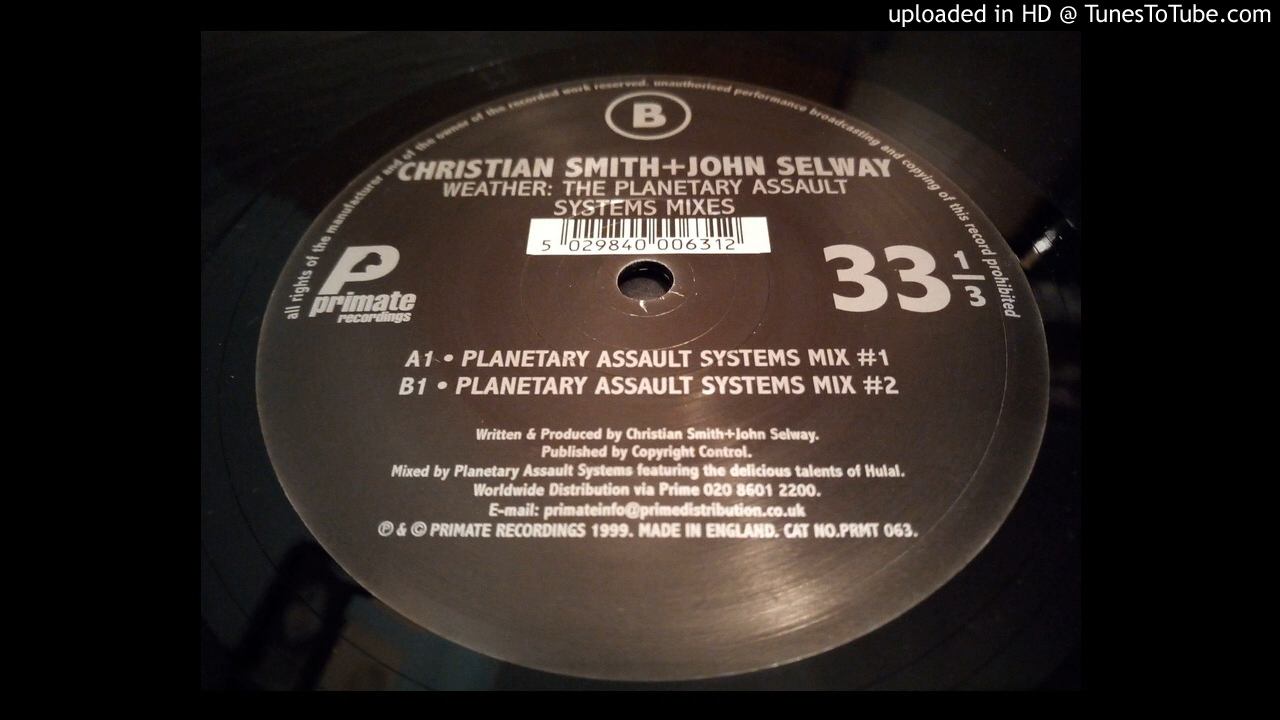 uploaded in HD @ TunesToTube.com
all rights of the manufacturer and of the owner of the recorded work reserved. unauthorised performance broadcasting and copying of this record prohibited
B
CHRISTIAN SMITH+JOHN SELWAY
WEATHER: THE PLANETARY ASSAULT
SYSTEMS MIXES
5 029840 006312
P
primate
recordings
33 1/3
A1 • PLANETARY ASSAULT SYSTEMS MIX #1
B1 • PLANETARY ASSAULT SYSTEMS MIX #2
Written & Produced by Christian Smith+John Selway.
Published by Copyright Control.
Mixed by Planetary Assault Systems featuring the delicious talents of Hulal.
Worldwide Distribution via Prime 020 8601 2200.
E-mail: primateinfo@primedistribution.co.uk
℗ & © PRIMATE RECORDINGS 1999. MADE IN ENGLAND. CAT NO.PRMT 063.